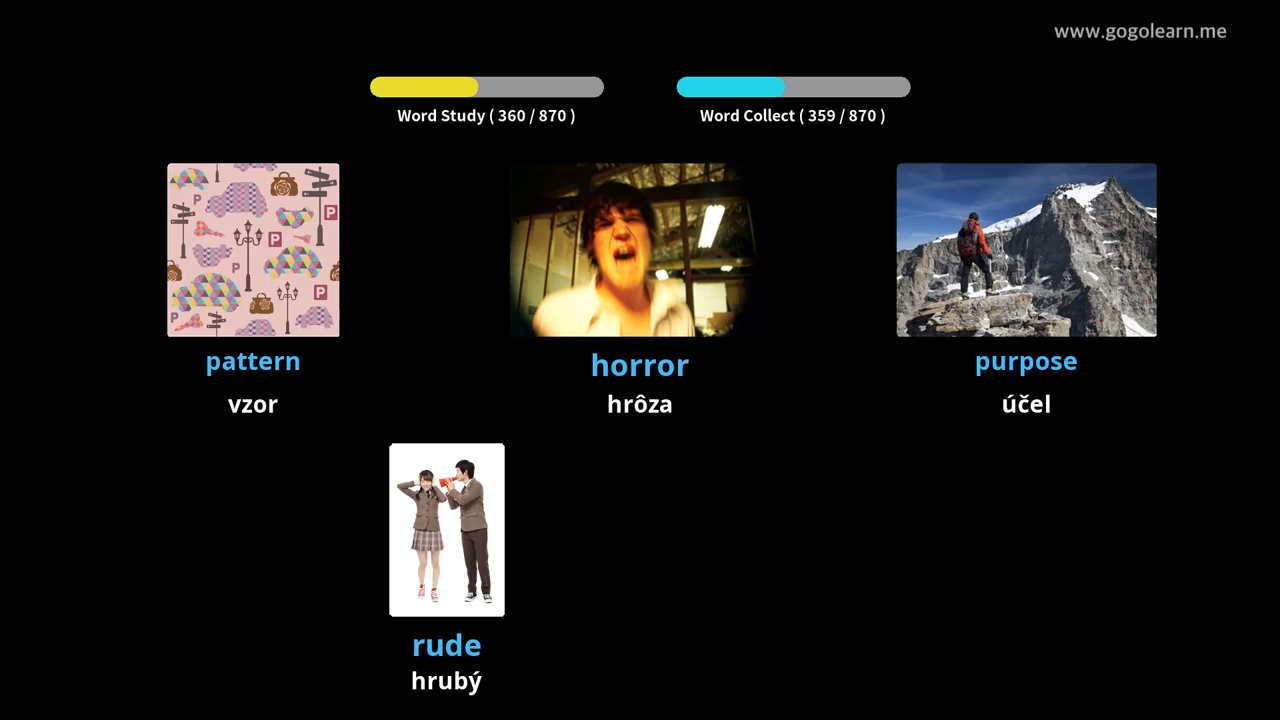 www.gogolearn.me
Word Study ( 360 / 870 )
Word Collect ( 359 / 870 )
P
P
P
P
P
P
pattern
horror
purpose
vzor
hrôza
účel
rude
hrubý